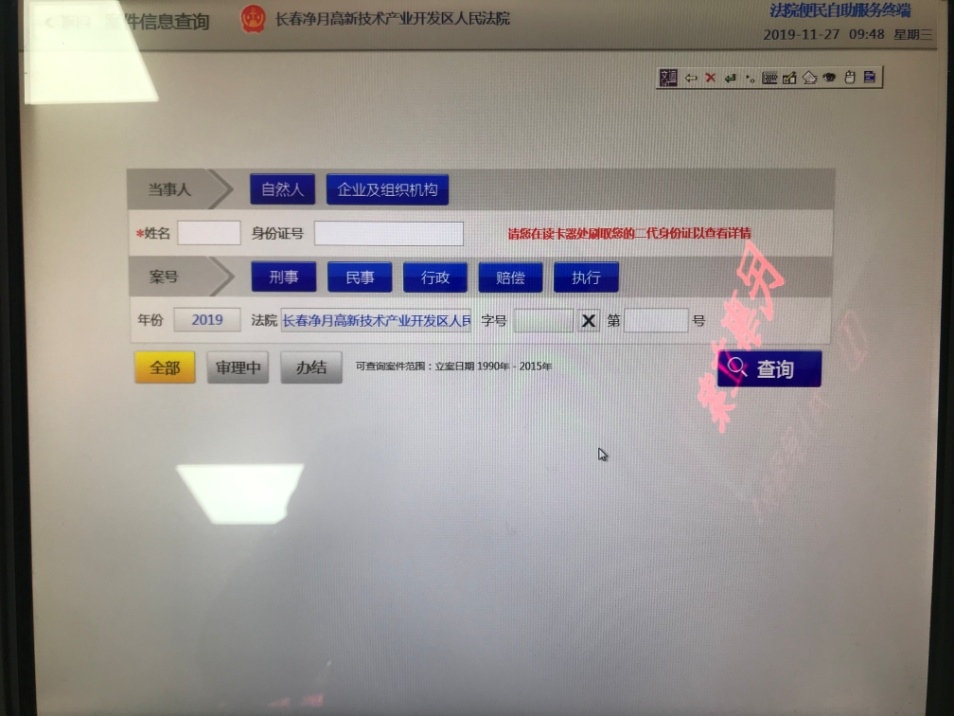 件信息查询
长春净月高新技术产业开发区人民法院
法院便民自助服务终端
2019-11-27 09:48 星期三
当事人 自然人 企业及组织机构
*姓名 身份证号 请您在读卡器处刷取您的二代身份证以查看详情
案号 刑事 民事 行政 赔偿 执行
年份 2019 法院 长春净月高新技术产业开发区人民 字号 X 第 号
全部 审理中 办结 可查询案件范围：立案日期 1990年 - 2015年 查询